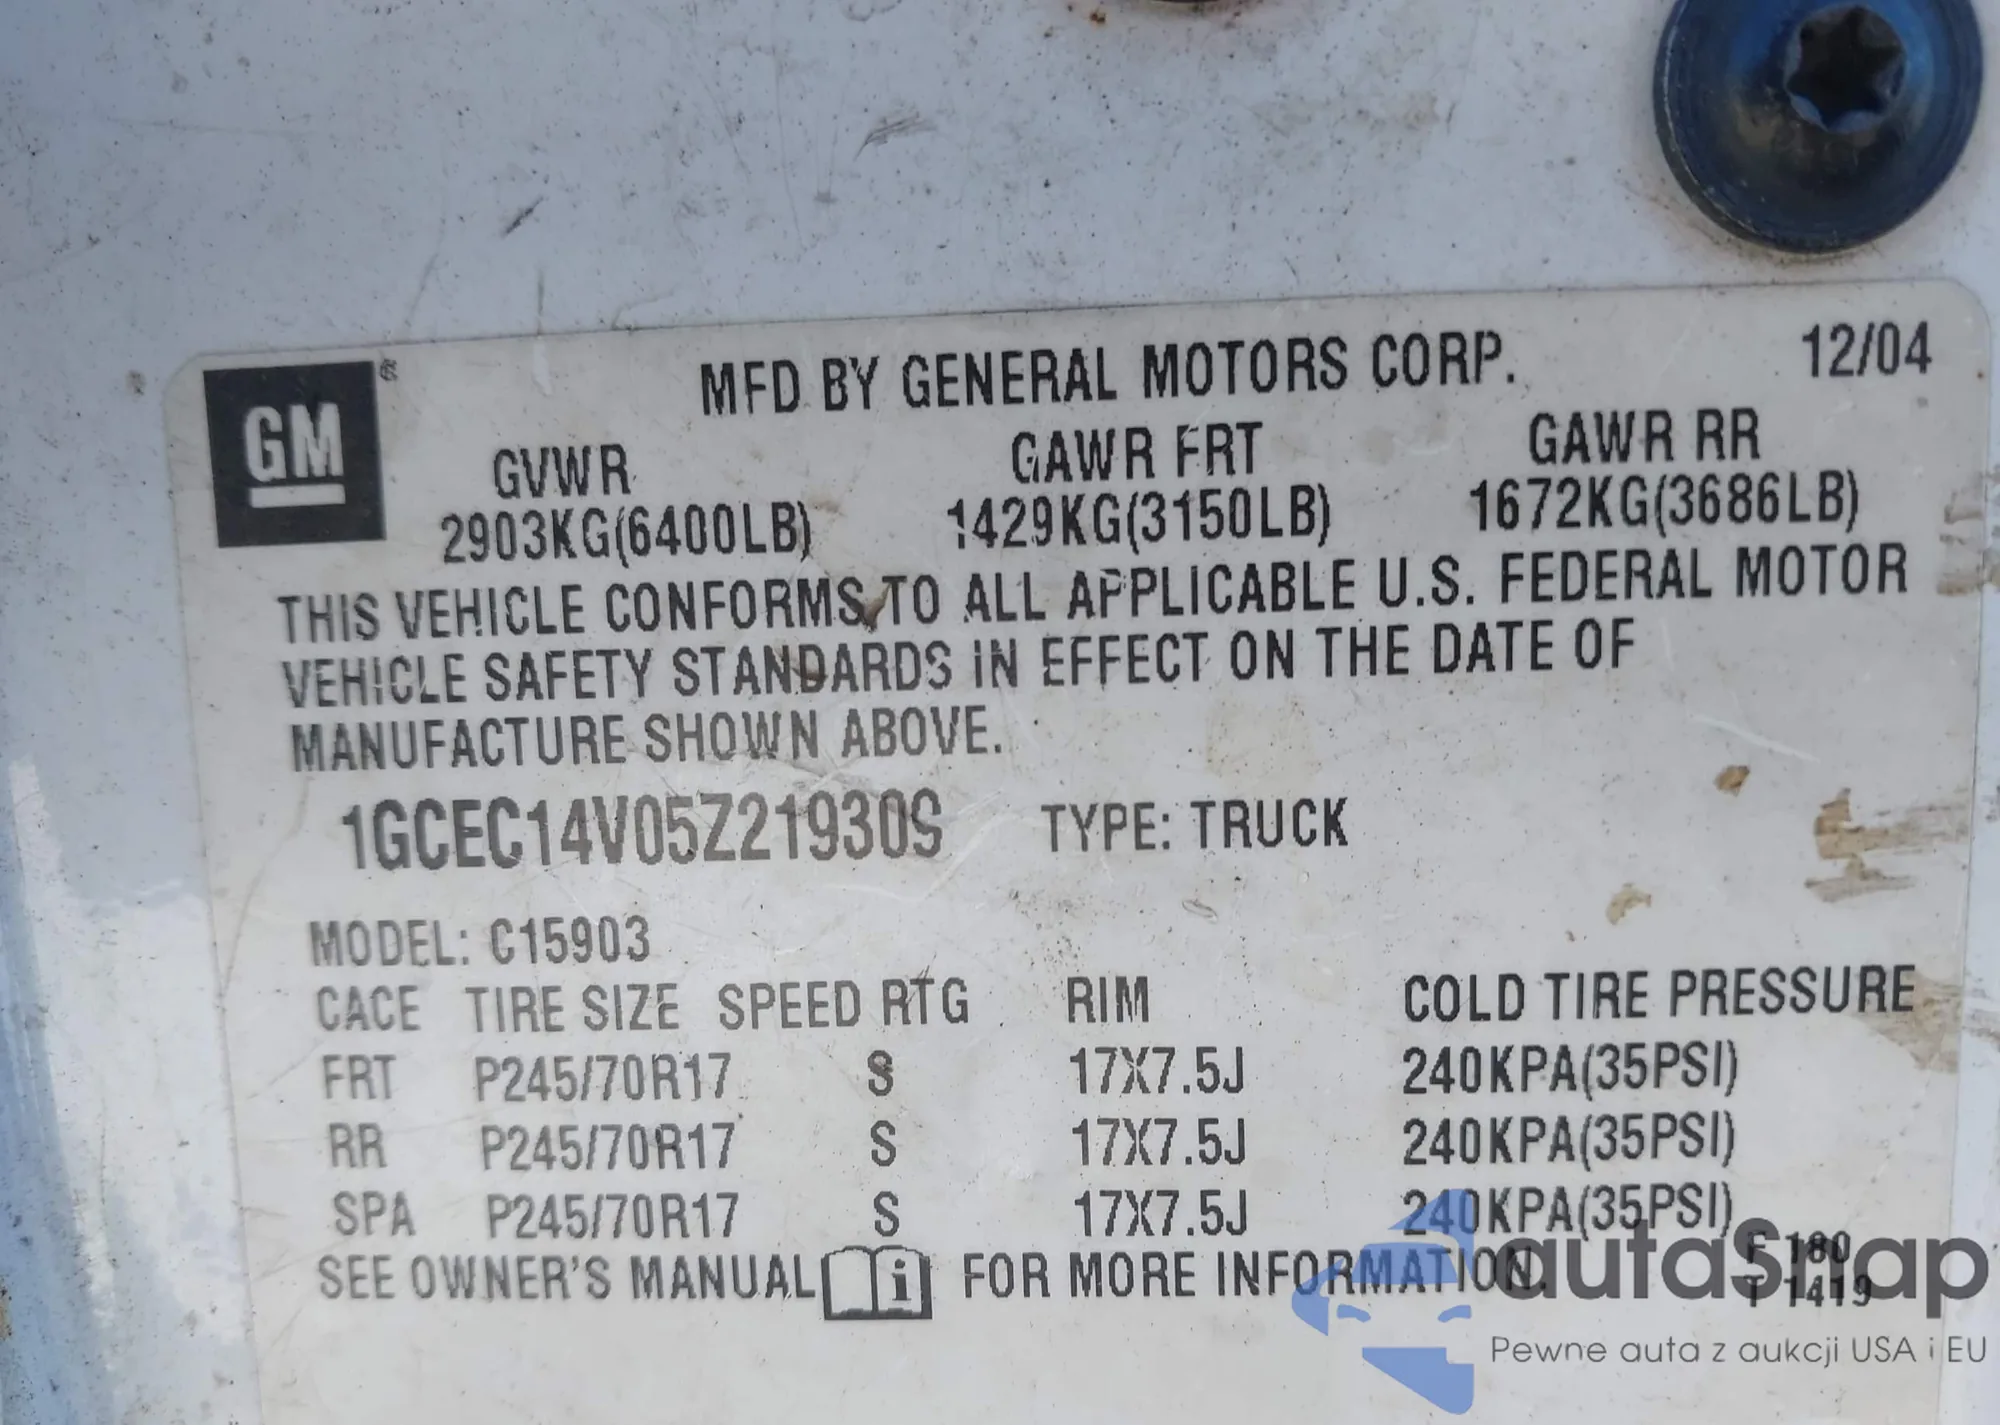 12/04
MFD BY GENERAL MOTORS CORP.
GM
GVWR GAWR FRT GAWR RR
2903KG(6400LB) 1429KG(3150LB) 1672KG(3686LB)
THIS VEHICLE CONFORMS TO ALL APPLICABLE U.S. FEDERAL MOTOR
VEHICLE SAFETY STANDARDS IN EFFECT ON THE DATE OF
MANUFACTURE SHOWN ABOVE.
1GCEC14V05Z219309 TYPE: TRUCK
MODEL: C15903
CACE TIRE SIZE SPEED RTG RIM COLD TIRE PRESSURE
FRT P245/70R17 S 17X7.5J 240KPA(35PSI)
RR P245/70R17 S 17X7.5J 240KPA(35PSI)
SPA P245/70R17 S 17X7.5J 240KPA(35PSI)
SEE OWNER'S MANUAL i FOR MORE INFORMATION.
F 180
T 1419
autaSnap
Pewne auta z aukcji USA i EU